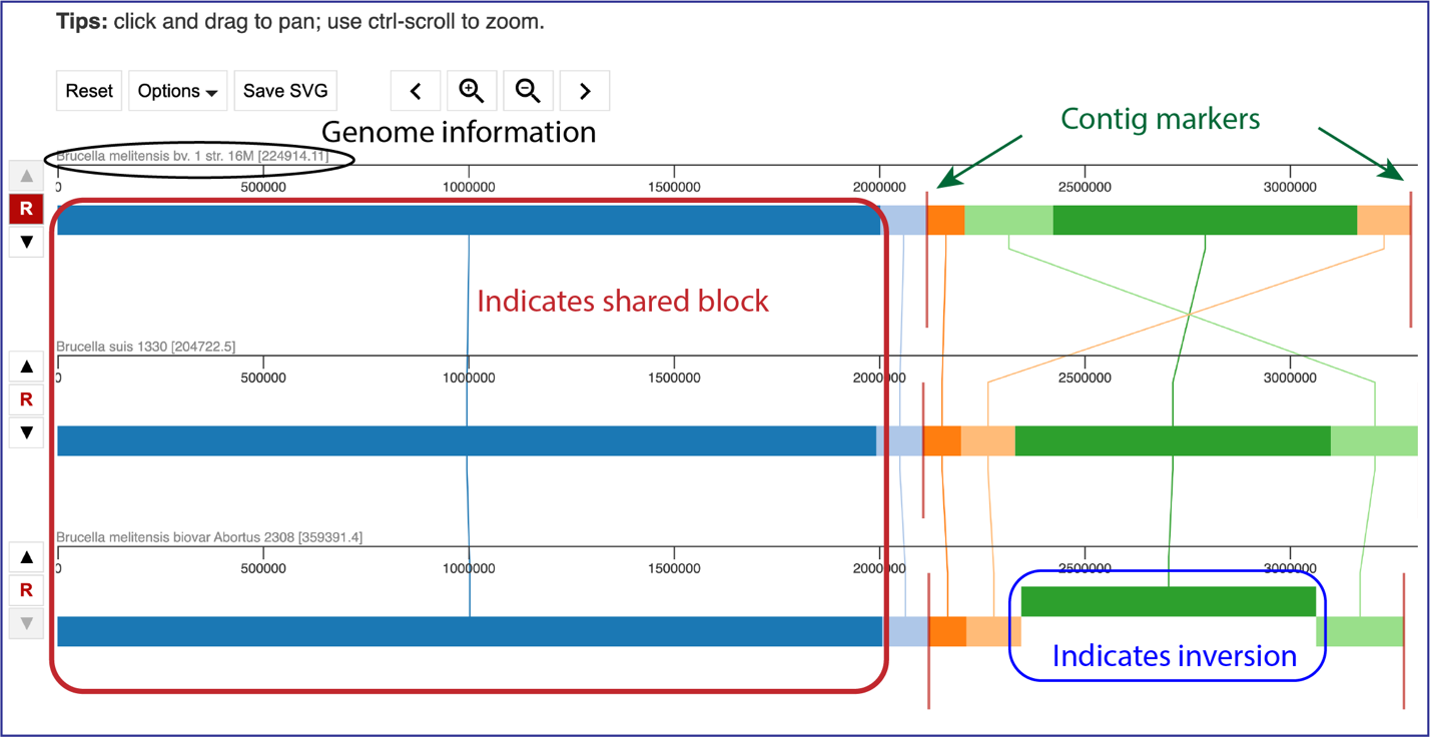 Tips: click and drag to pan; use ctrl-scroll to zoom.
Reset Options Save SVG
Genome information
Contig markers
Brucella melitensis bv. 1 str. 16M [224914.11]
0 500000 1000000 1500000 2000000 2500000 3000000
R
Indicates shared block
Brucella suis 1330 [204722.5]
0 500000 1000000 1500000 2000000 2500000 3000000
R
Brucella melitensis biovar Abortus 2308 [359391.4]
0 500000 1000000 1500000 2000000 2500000 3000000
R
Indicates inversion